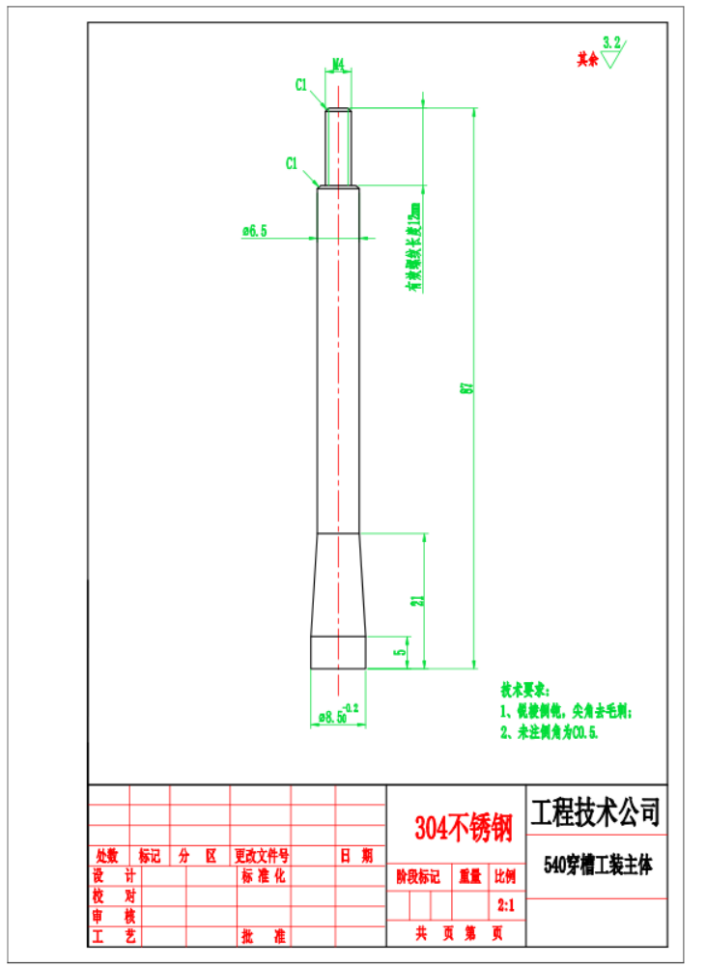 3.2
其余
M4
C1
C1
ø6.5
有效螺纹长度12mm
87
21
5
ø8.5 -0.2 0
技术要求:
1、锐棱倒钝，尖角去毛刺;
2、未注倒角为C0.5.
304不锈钢
工程技术公司
处数 标记 分 区 更改文件号 日 期
540穿槽工装主体
设 计 标 准 化
阶段标记 重量 比例
校 对
2:1
审 核
工 艺 批 准
共 页 第 页